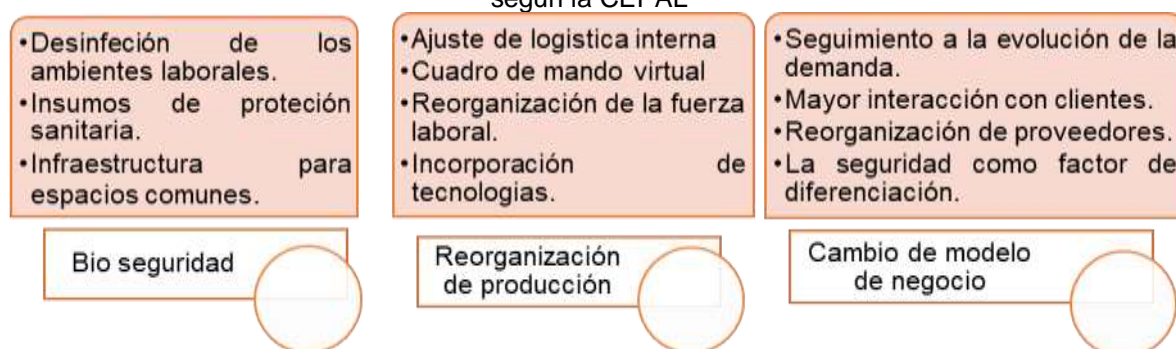 según la CEPAL
•Desinfeción de los
ambientes laborales.
•Insumos de proteción
sanitaria.
•Infraestructura para
espacios comunes.
Bio seguridad
•Ajuste de logistica interna
•Cuadro de mando virtual
•Reorganización de la fuerza
laboral.
•Incorporación de
tecnologias.
Reorganización
de producción
•Seguimiento a la evolución de la
demanda.
•Mayor interacción con clientes.
•Reorganización de proveedores.
•La seguridad como factor de
diferenciación.
Cambio de modelo
de negocio